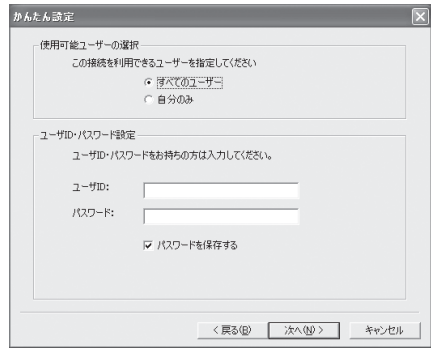 かんたん設定
使用可能ユーザーの選択
この接続を利用できるユーザーを指定してください
すべてのユーザー
自分のみ
ユーザID・パスワード設定
ユーザID・パスワードをお持ちの方は入力してください。
ユーザID:
パスワード:
パスワードを保存する
< 戻る(B) 次へ(N) > キャンセル